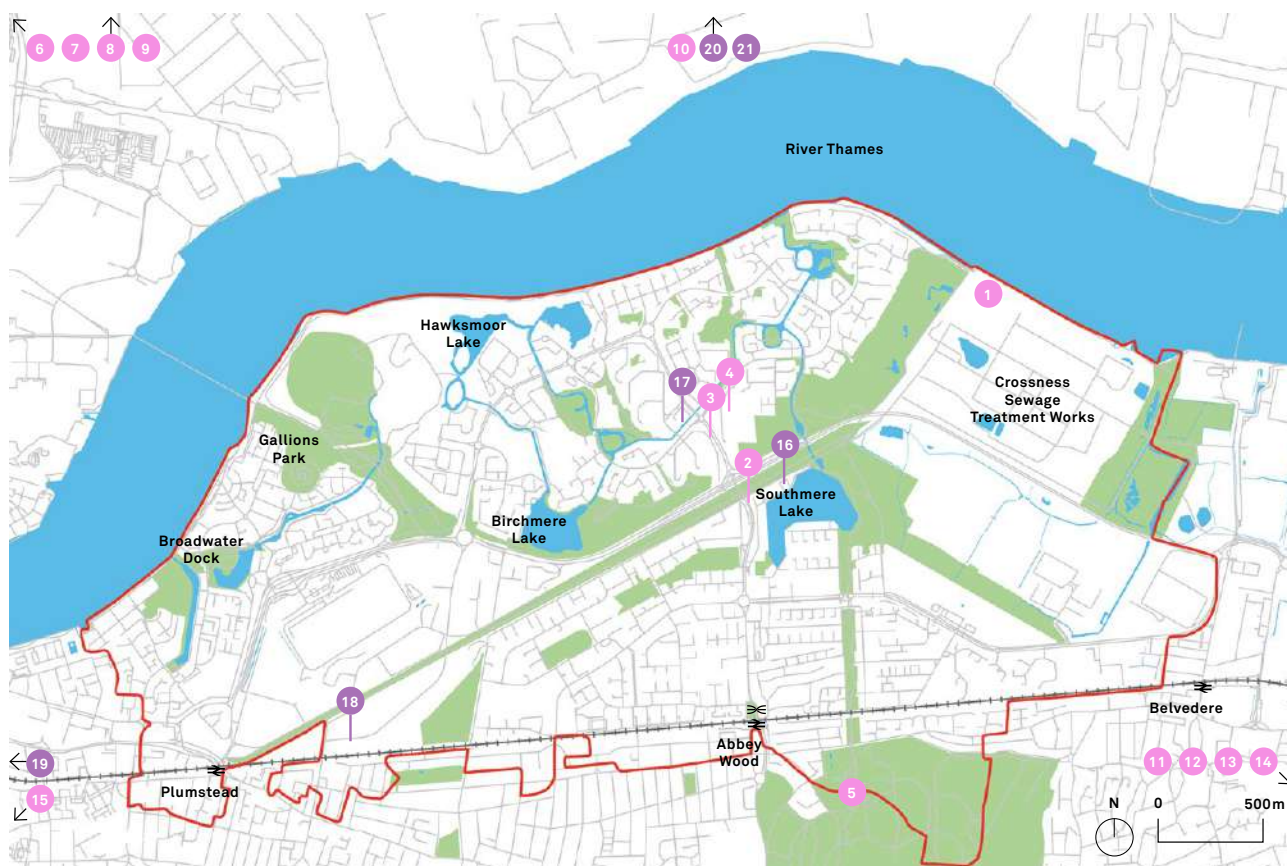 6 7 8 9
10 20 21
River Thames
1
Hawksmoor
Lake
4
17
3
Crossness
Sewage
Treatment Works
Gallions
Park
16
2
Southmere
Lake
Birchmere
Lake
Broadwater
Dock
18
Belvedere
Abbey
Wood
19
Plumstead
15
5
11 12 13 14
N
0 500m